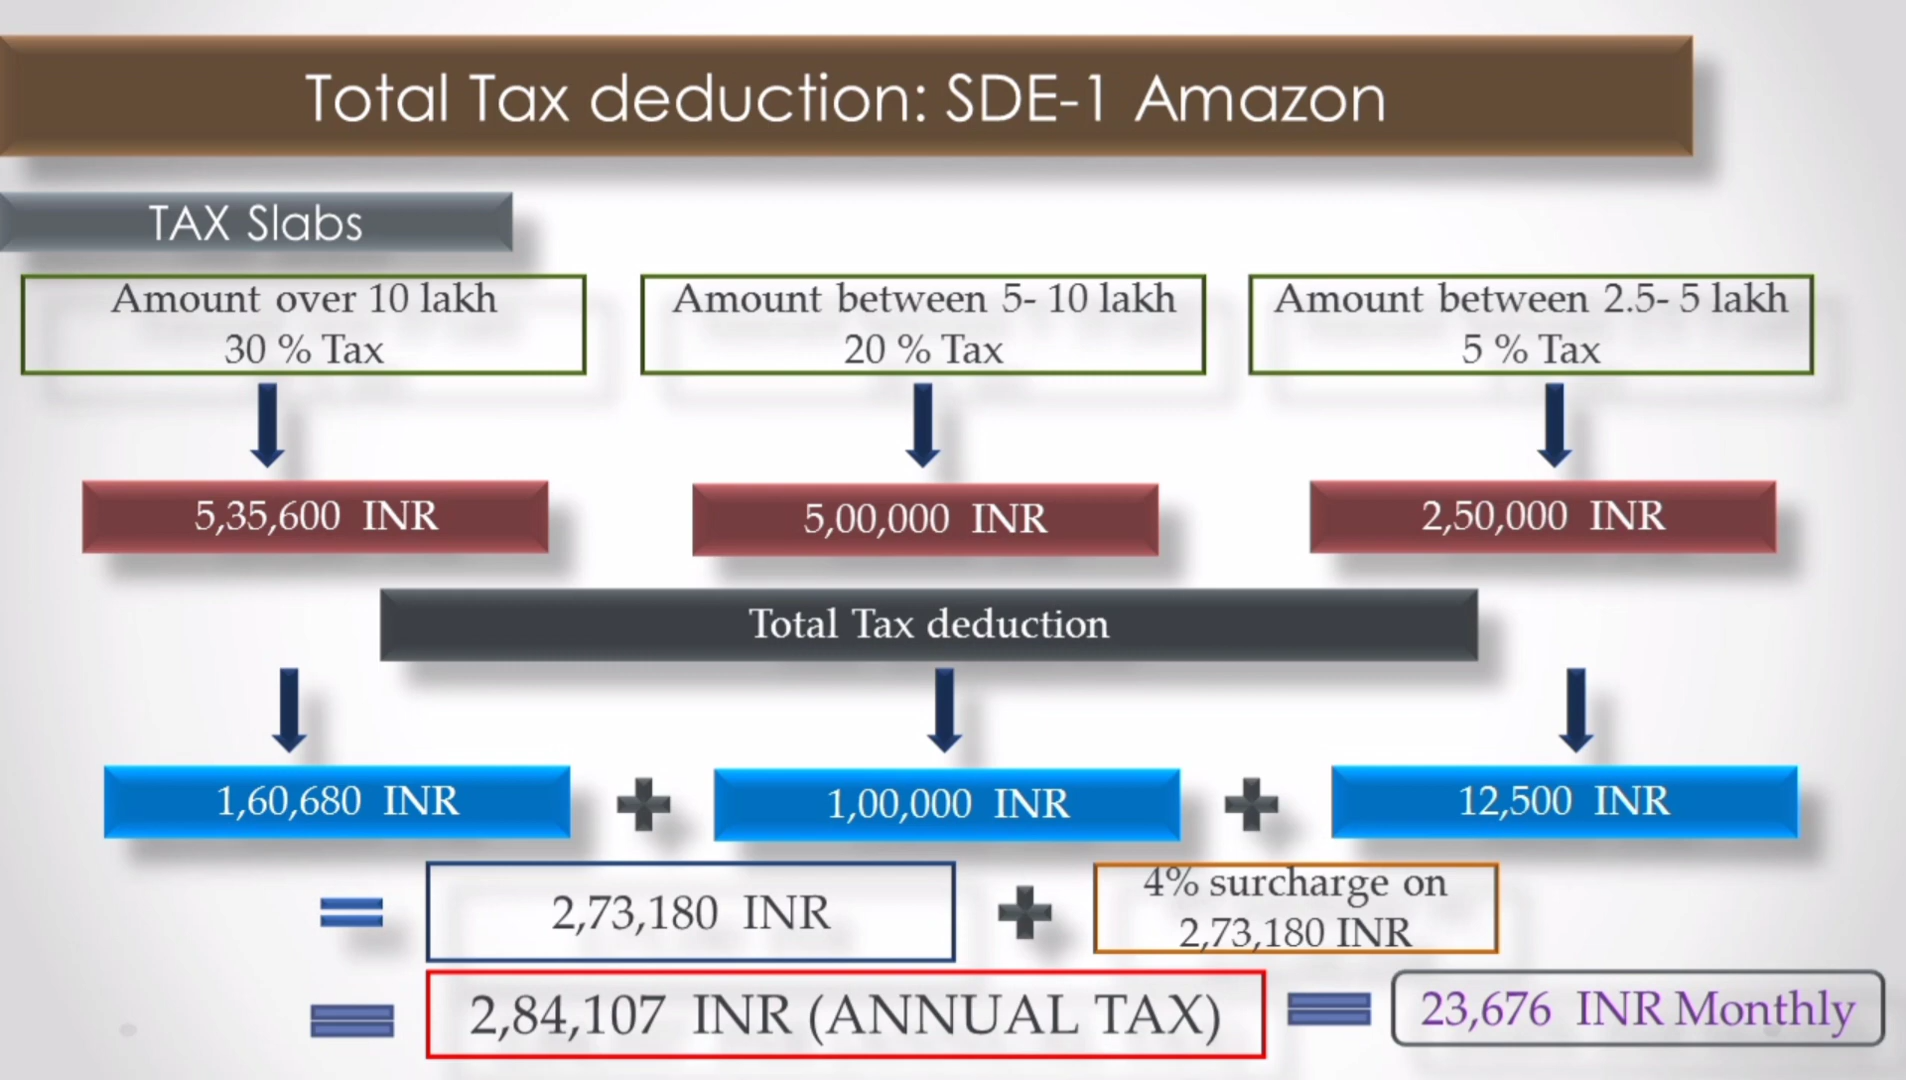 Total Tax deduction: SDE-1 Amazon
TAX Slabs
Amount over 10 lakh
30 % Tax
Amount between 5- 10 lakh
20 % Tax
Amount between 2.5- 5 lakh
5 % Tax
5,35,600 INR
5,00,000 INR
2,50,000 INR
Total Tax deduction
1,60,680 INR
1,00,000 INR
12,500 INR
2,73,180 INR
4% surcharge on
2,73,180 INR
2,84,107 INR (ANNUAL TAX)
23,676 INR Monthly